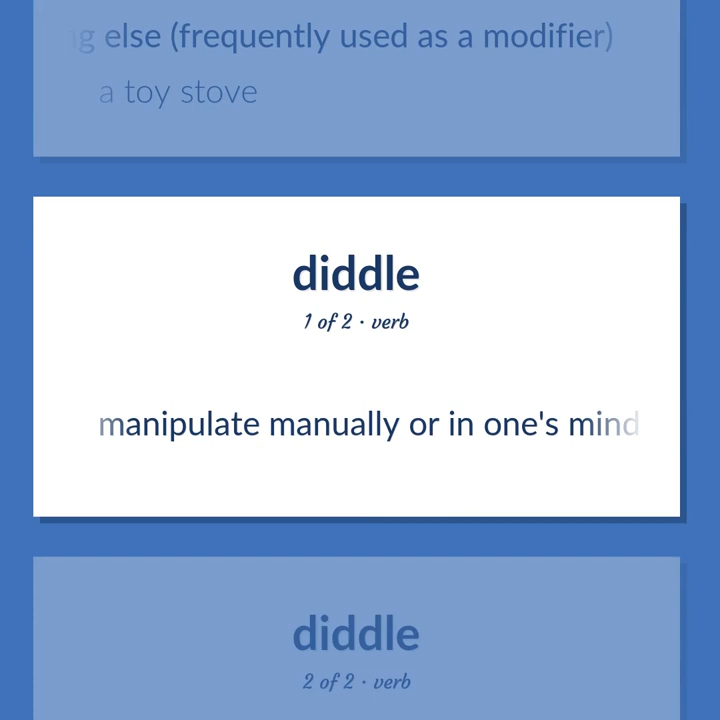 else (frequently used as a modifier)
a toy stove
diddle
1 of 2 · verb
manipulate manually or in one's mind
diddle
2 of 2 · verb